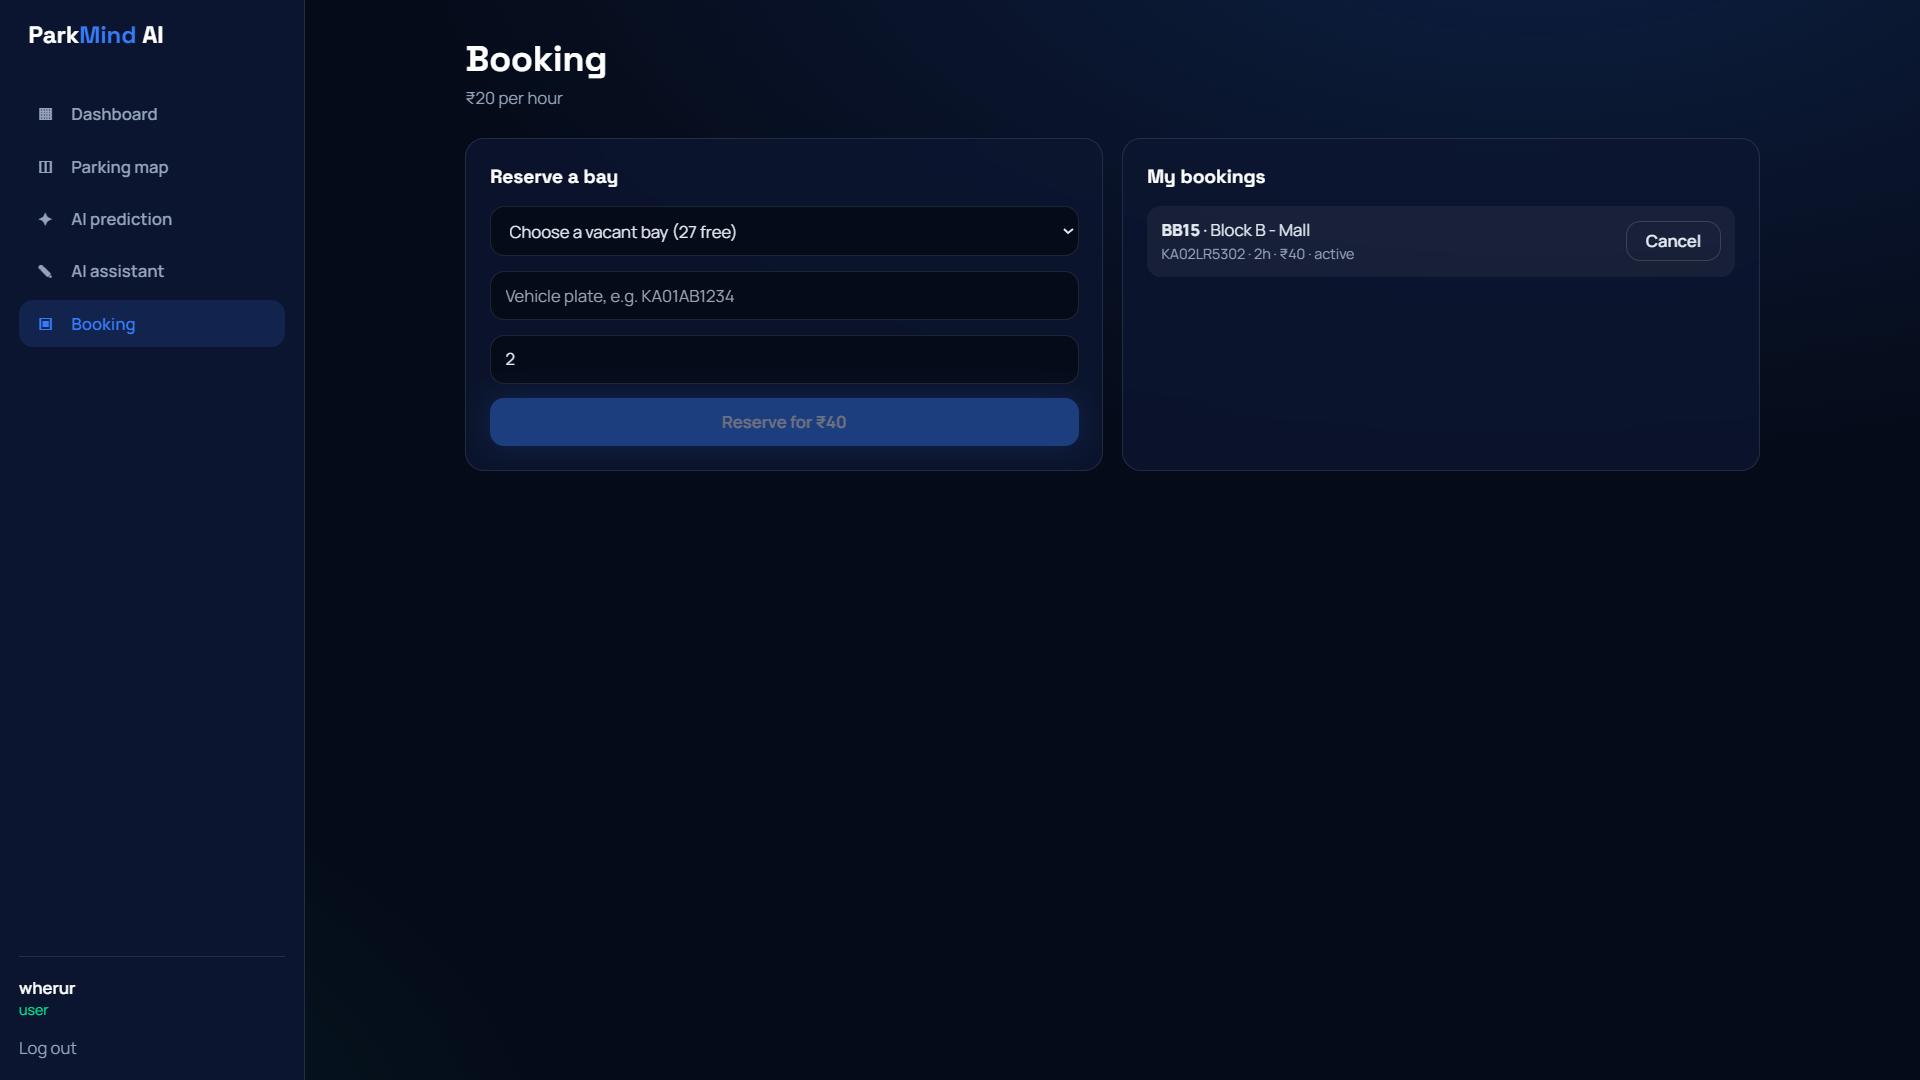 ParkMind AI
Dashboard
Parking map
AI prediction
AI assistant
Booking
wherur
user
Log out
Booking
₹20 per hour
Reserve a bay
Choose a vacant bay (27 free)
Vehicle plate, e.g. KA01AB1234
2
Reserve for ₹40
My bookings
BB15 · Block B - Mall
KA02LR5302 · 2h · ₹40 · active
Cancel